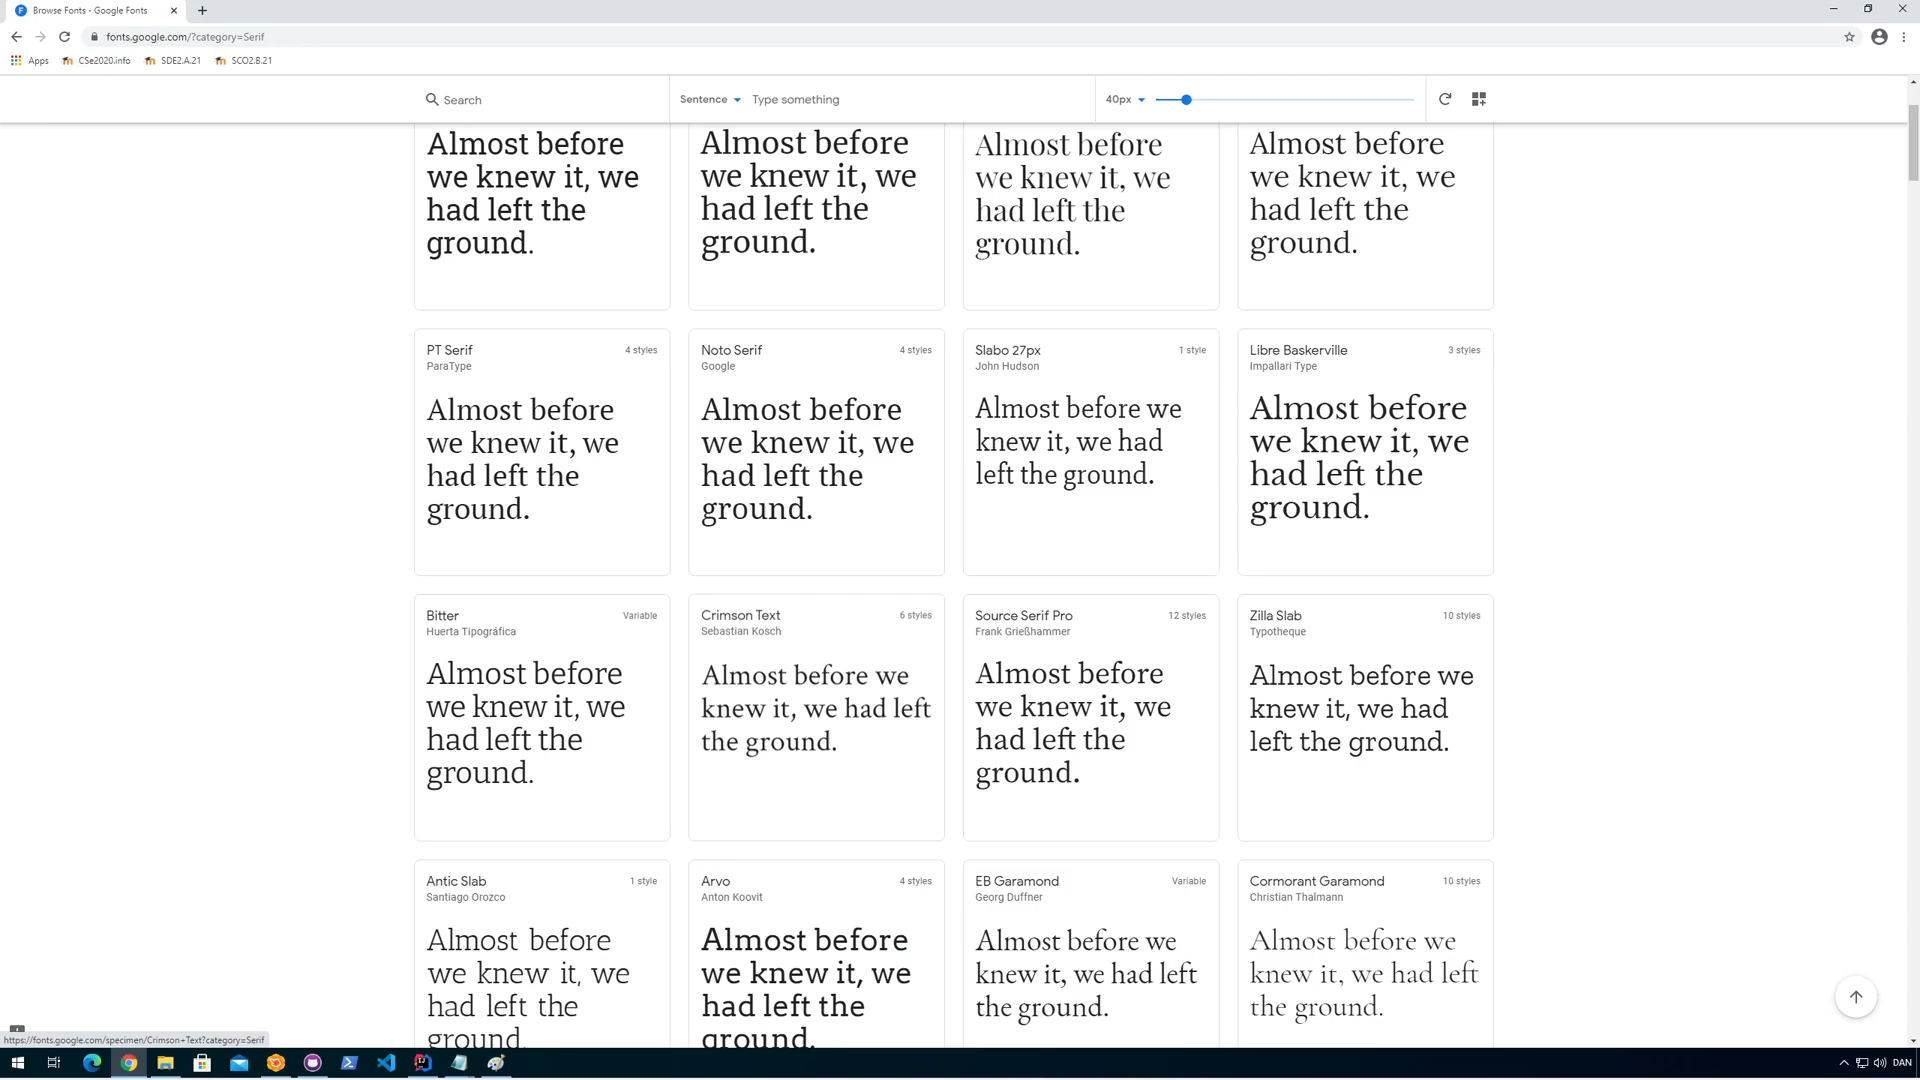 Browse Fonts - Google Fonts
fonts.google.com/?category=Serif
Apps CSe2020.info SDE2.A.21 SCO2.B.21
Search Sentence Type something 40px
Almost before
we knew it, we
had left the
ground.
Almost before
we knew it, we
had left the
ground.
Almost before
we knew it, we
had left the
ground.
Almost before
we knew it, we
had left the
ground.
PT Serif 4 styles
ParaType
Almost before
we knew it, we
had left the
ground.
Noto Serif 4 styles
Google
Almost before
we knew it, we
had left the
ground.
Slabo 27px 1 style
John Hudson
Almost before we
knew it, we had
left the ground.
Libre Baskerville 3 styles
Impallari Type
Almost before
we knew it, we
had left the
ground.
Bitter Variable
Huerta Tipográfica
Almost before
we knew it, we
had left the
ground.
Crimson Text 6 styles
Sebastian Kosch
Almost before we
knew it, we had left
the ground.
Source Serif Pro 12 styles
Frank Grießhammer
Almost before
we knew it, we
had left the
ground.
Zilla Slab 10 styles
Typotheque
Almost before we
knew it, we had
left the ground.
Antic Slab 1 style
Santiago Orozco
Almost before
we knew it, we
had left the
ground.
Arvo 4 styles
Anton Koovit
Almost before
we knew it, we
had left the
ground.
EB Garamond Variable
Georg Duffner
Almost before we
knew it, we had left
the ground.
Cormorant Garamond 10 styles
Christian Thalmann
Almost before we
knew it, we had left
the ground.
https://fonts.google.com/specimen/Crimson+Text?category=Serif
DAN